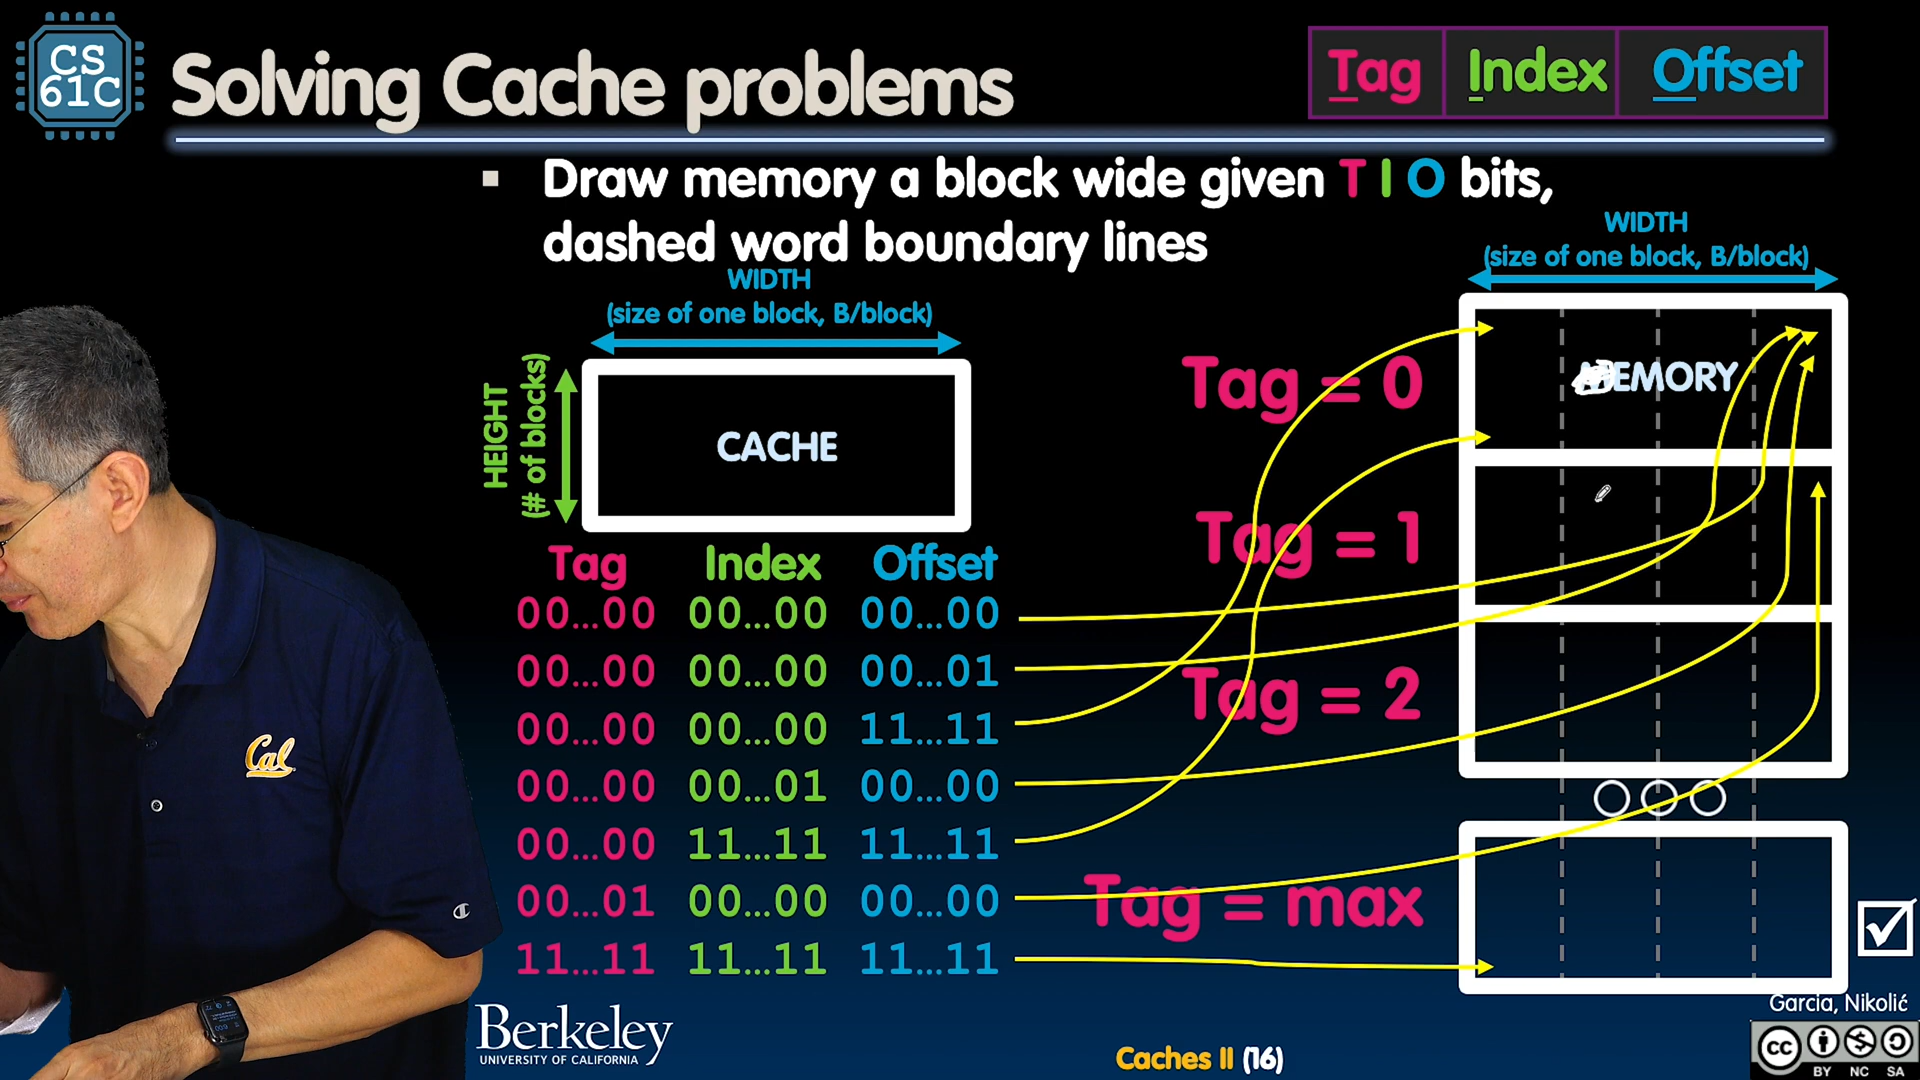 CS
61C
Solving Cache problems
Tag Index Offset
Draw memory a block wide given T I O bits,
dashed word boundary lines
WIDTH
(size of one block, B/block)
WIDTH
(size of one block, B/block)
HEIGHT
(# of blocks)
CACHE
MEMORY
Tag = 0
Tag = 1
Tag = 2
Tag = max
Tag Index Offset
00...00 00...00 00...00
00...00 00...00 00...01
00...00 00...00 11...11
00...00 00...01 00...00
00...00 11...11 11...11
00...01 00...00 00...00
11...11 11...11 11...11
Cal
Berkeley
UNIVERSITY OF CALIFORNIA
Caches II (16)
Garcia, Nikolić
cc
BY NC SA